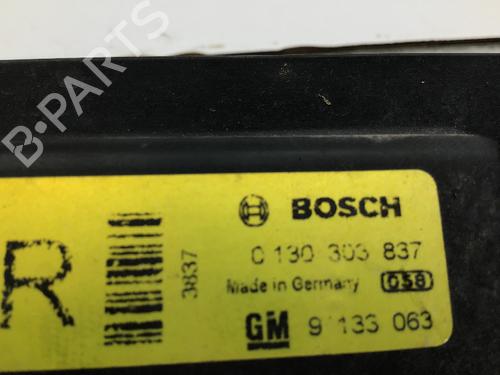 B-PARTS
R
3837
BOSCH
0 130 303 837
Made in Germany 038
GM 9 133 063